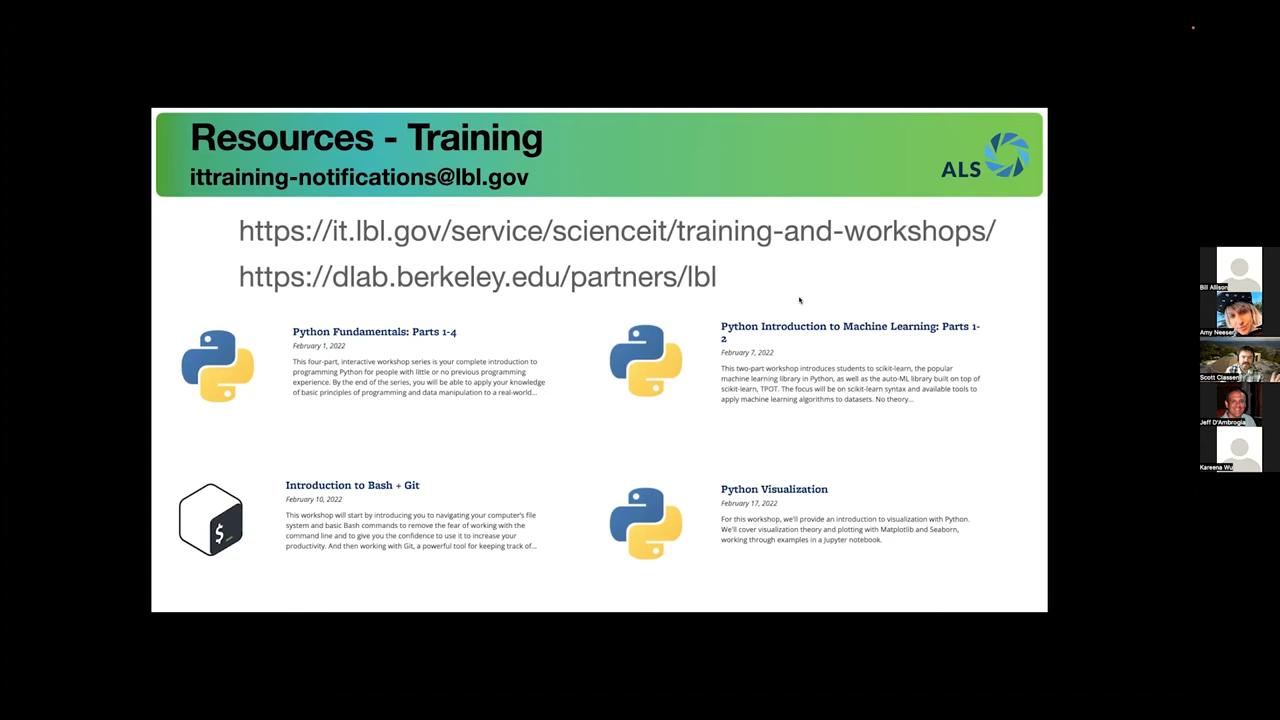 Resources - Training
ittraining-notifications@lbl.gov
ALS
https://it.lbl.gov/service/scienceit/training-and-workshops/
https://dlab.berkeley.edu/partners/lbl
Python Fundamentals: Parts 1-4
February 1, 2022
This four-part, interactive workshop series is your complete introduction to
programming Python for people with little or no previous programming
experience. By the end of the series, you will be able to apply your knowledge
of basic principles of programming and data manipulation to a real-world...
Python Introduction to Machine Learning: Parts 1-
2
February 7, 2022
This two-part workshop introduces students to scikit-learn, the popular
machine learning library in Python, as well as the auto-ML library built on top of
scikit-learn, TPOT. The focus will be on scikit-learn syntax and available tools to
apply machine learning algorithms to datasets. No theory...
$
Introduction to Bash + Git
February 10, 2022
This workshop will start by introducing you to navigating your computer's file
system and basic Bash commands to remove the fear of working with the
command line and to give you the confidence to use it to increase your
productivity. And then working with Git, a powerful tool for keeping track of...
Python Visualization
February 17, 2022
For this workshop, we'll provide an introduction to visualization with Python.
We'll cover visualization theory and plotting with Matplotlib and Seaborn,
working through examples in a Jupyter notebook.
Bill Allison
Amy Neeser
Scott Classen
Jeff D'Ambrogia
Kareena Wu